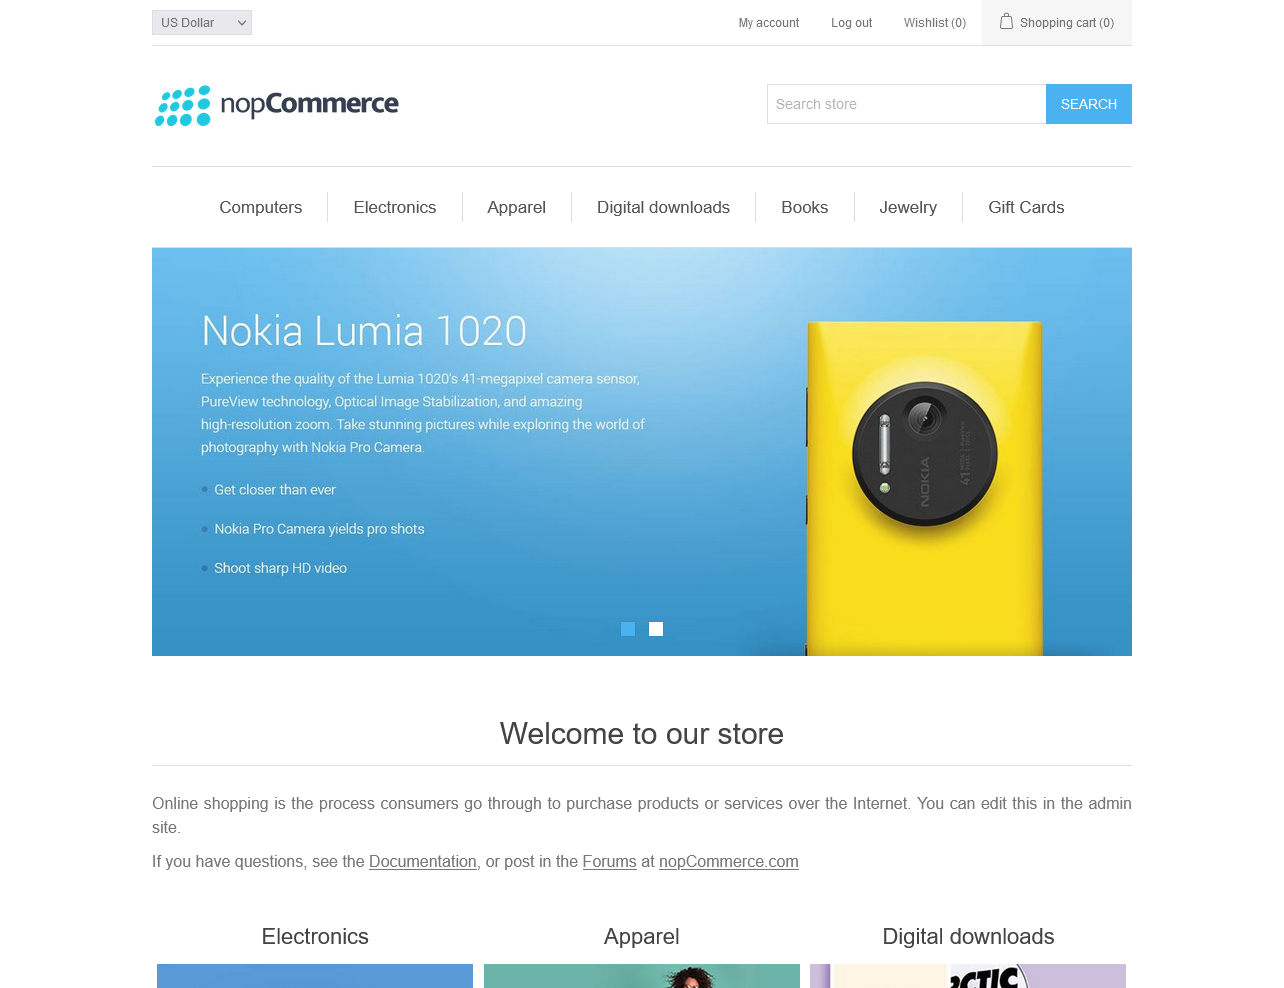 US Dollar
My account
Log out
Wishlist (0)
Shopping cart (0)
nopCommerce
Search store
SEARCH
Computers
Electronics
Apparel
Digital downloads
Books
Jewelry
Gift Cards
Nokia Lumia 1020
Experience the quality of the Lumia 1020's 41-megapixel camera sensor,
PureView technology, Optical Image Stabilization, and amazing
high-resolution zoom. Take stunning pictures while exploring the world of
photography with Nokia Pro Camera.
Get closer than ever
Nokia Pro Camera yields pro shots
Shoot sharp HD video
NOKIA
41 MEGA
PIXEL
Welcome to our store
Online shopping is the process consumers go through to purchase products or services over the Internet. You can edit this in the admin
site.
If you have questions, see the Documentation, or post in the Forums at nopCommerce.com
Electronics
Apparel
Digital downloads